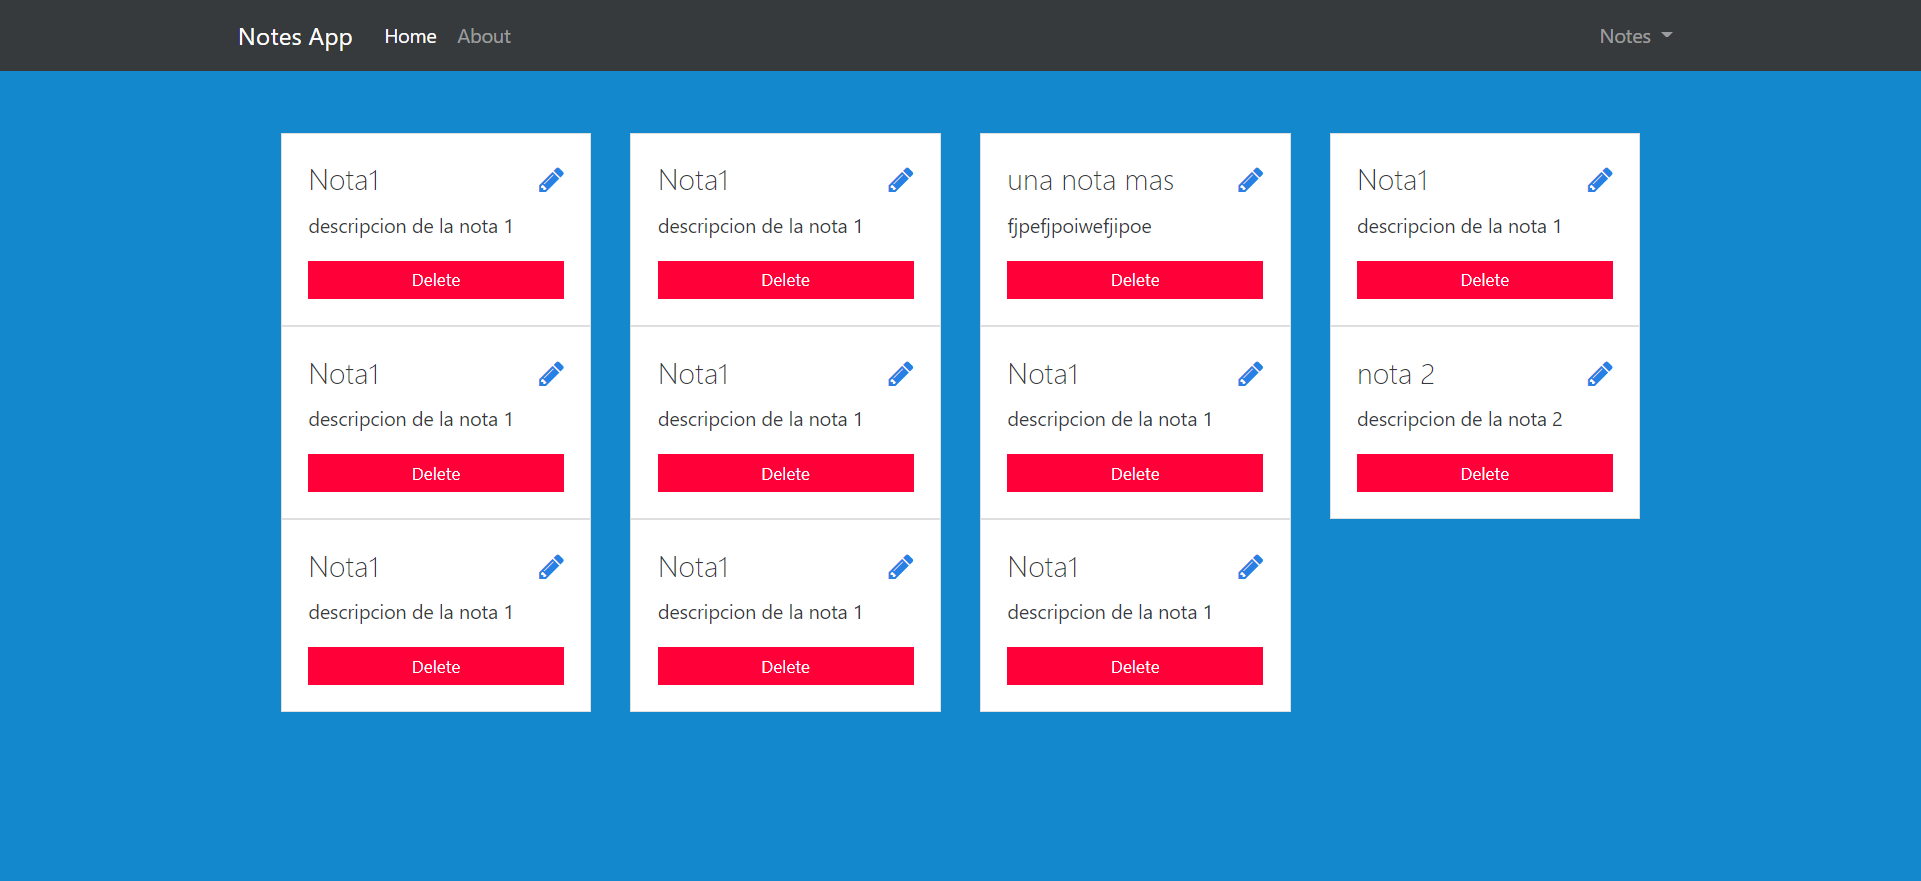 Notes App Home About Notes
Nota1 Nota1 una nota mas Nota1
descripcion de la nota 1 descripcion de la nota 1 fjpefjpoiwefjipoe descripcion de la nota 1
Delete Delete Delete Delete
Nota1 Nota1 Nota1 nota 2
descripcion de la nota 1 descripcion de la nota 1 descripcion de la nota 1 descripcion de la nota 2
Delete Delete Delete Delete
Nota1 Nota1 Nota1
descripcion de la nota 1 descripcion de la nota 1 descripcion de la nota 1
Delete Delete Delete